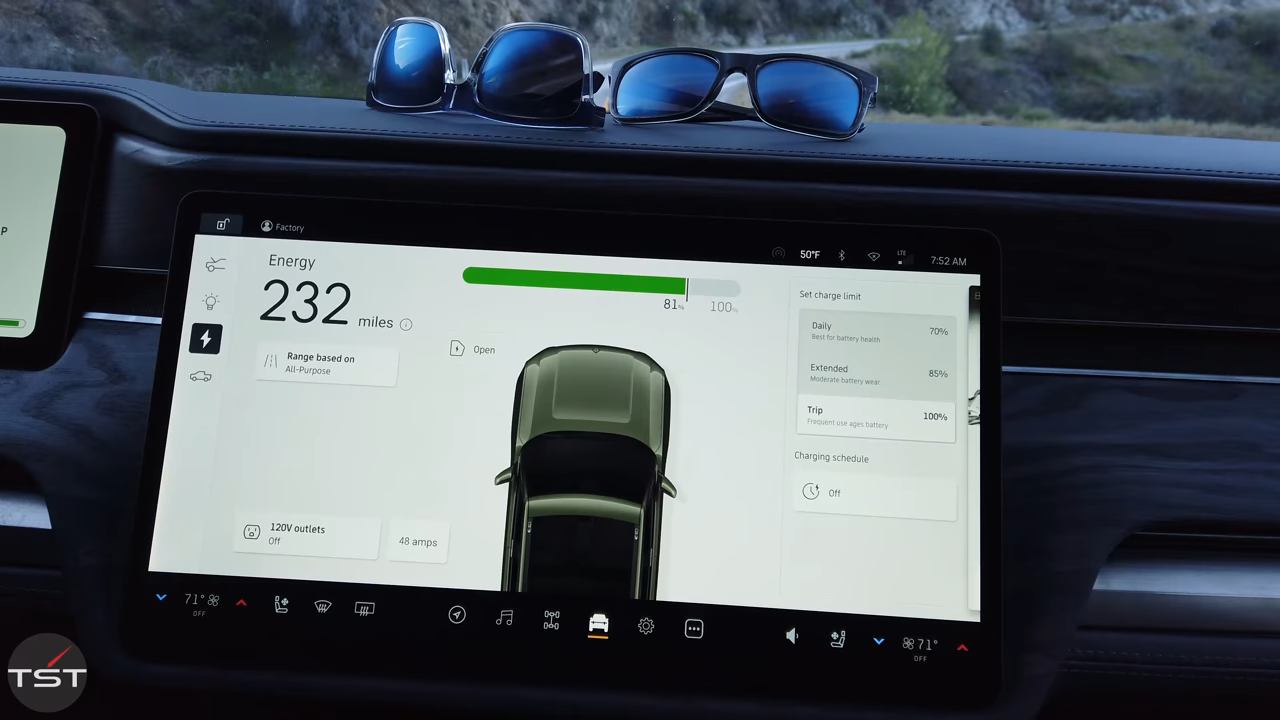 P
Factory
50°F
LTE
7:52 AM
Energy
232 miles
81%
100%
Range based on
All-Purpose
Open
Set charge limit
Daily
Best for battery health
70%
Extended
Moderate battery wear
85%
Trip
Frequent use ages battery
100%
Charging schedule
Off
120V outlets
Off
48 amps
71°
OFF
71°
OFF
TST